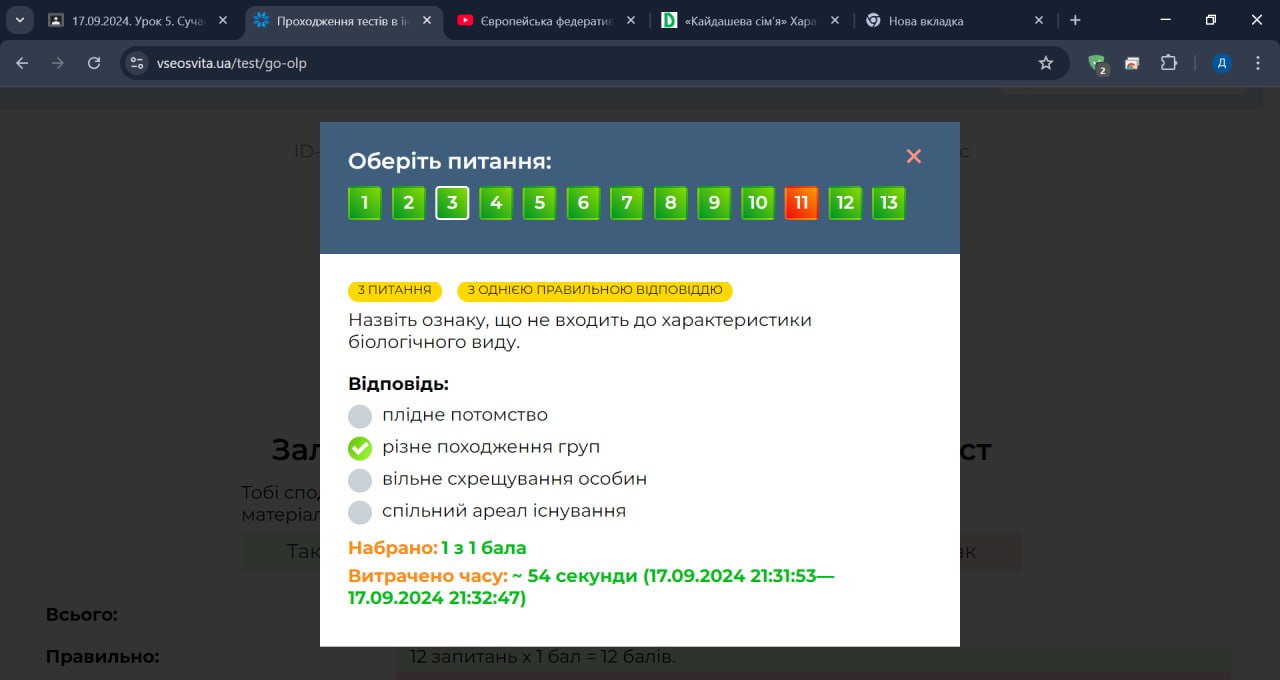 17.09.2024. Урок 5. Суча
Проходження тестів в ін
Європейська федератив
«Кайдашева сім'я» Хара
Нова вкладка
vseosvita.ua/test/go-olp
2
Д
ID-
с
Оберіть питання:
1 2 3 4 5 6 7 8 9 10 11 12 13
3 ПИТАННЯ З ОДНІЄЮ ПРАВИЛЬНОЮ ВІДПОВІДДЮ
Назвіть ознаку, що не входить до характеристики
біологічного виду.
Відповідь:
плідне потомство
різне походження груп
вільне схрещування особин
спільний ареал існування
Набрано: 1 з 1 бала
Витрачено часу: ~ 54 секунди (17.09.2024 21:31:53—
17.09.2024 21:32:47)
Зал
ст
Тобі спо
матеріал
Так
ак
Всього:
Правильно:
12 запитань x 1 бал = 12 балів.